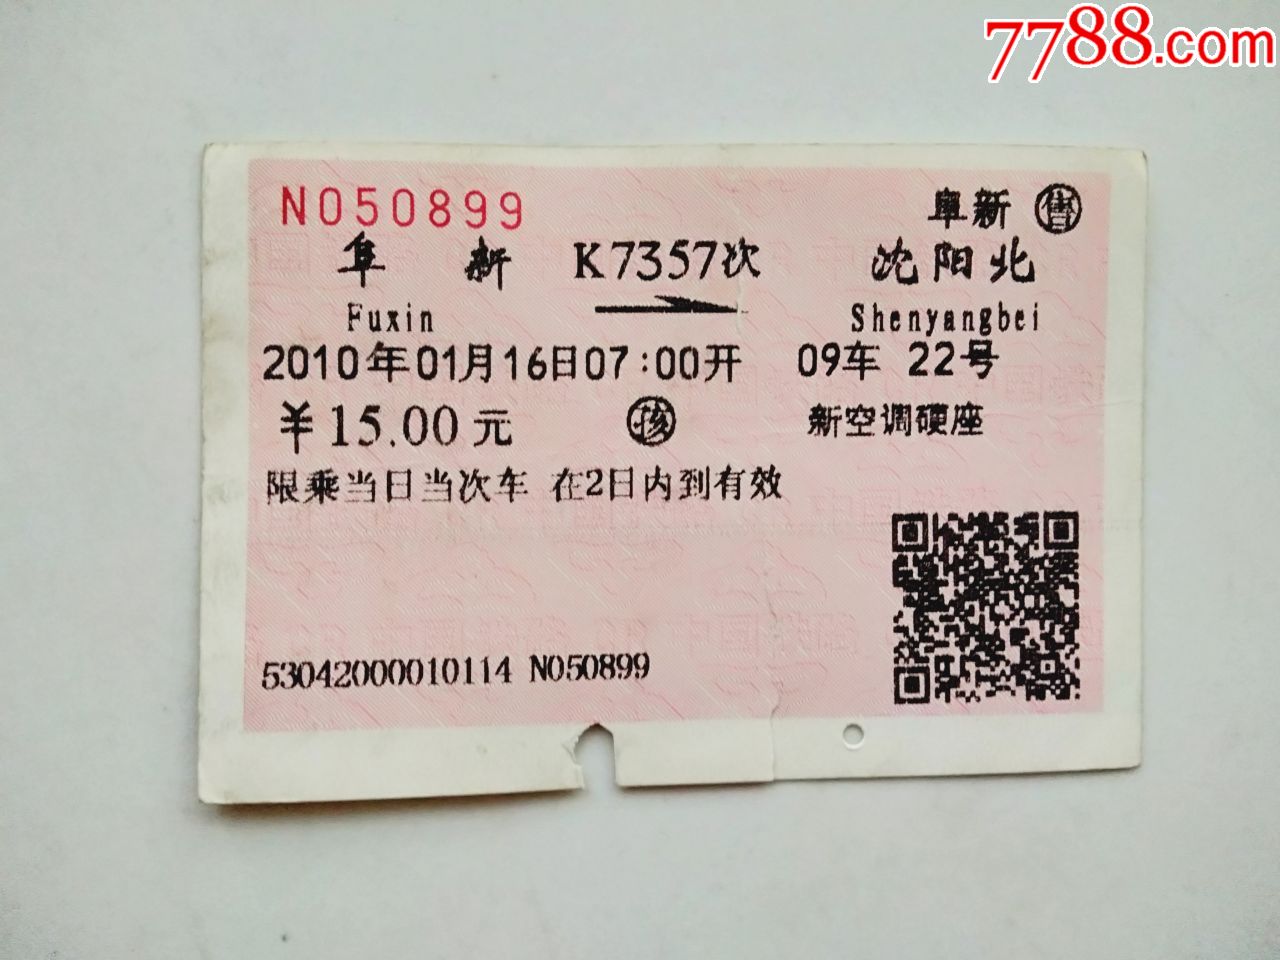 7788.com
N050899
阜新 售
阜 新 K7357次 沈阳北
Fuxin Shenyangbei
2010年01月16日07:00开 09车 22号
¥15.00元 孩 新空调硬座
限乘当日当次车 在2日内到有效
53042000010114 N050899